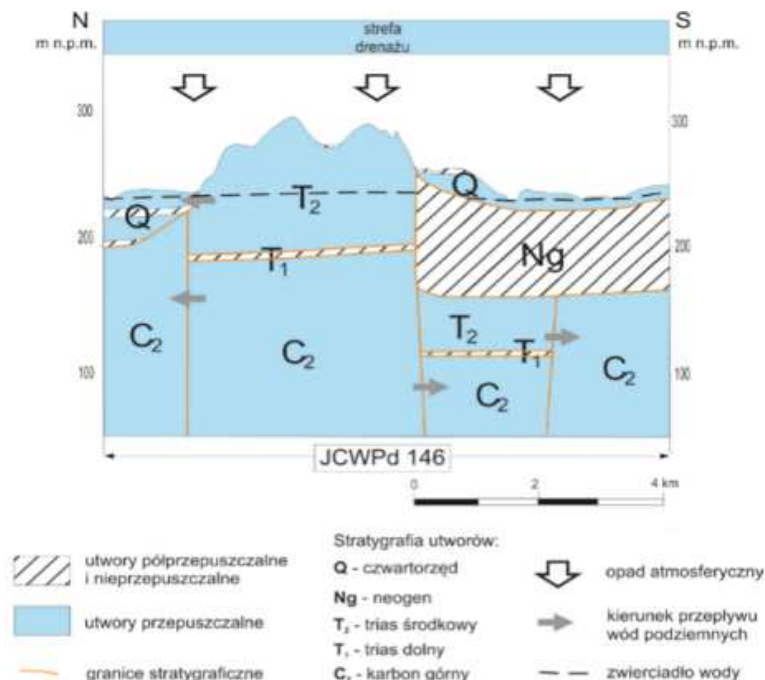 N
m n.p.m.
strefa
drenażu
S
m n.p.m.
300
300
200
200
100
100
Q
T₂
Q
T₁
Ng
C₂
C₂
T₂
T₁
C₂
C₂
JCWPd 146
0 2 4 km
utwory półprzepuszczalne
i nieprzepuszczalne
utwory przepuszczalne
granice stratygraficzne
Stratygrafia utworów:
Q - czwartorzęd
Ng - neogen
T₂ - trias środkowy
T₁ - trias dolny
C₂ - karbon górny
opad atmosferyczny
kierunek przepływu
wód podziemnych
zwierciadło wody